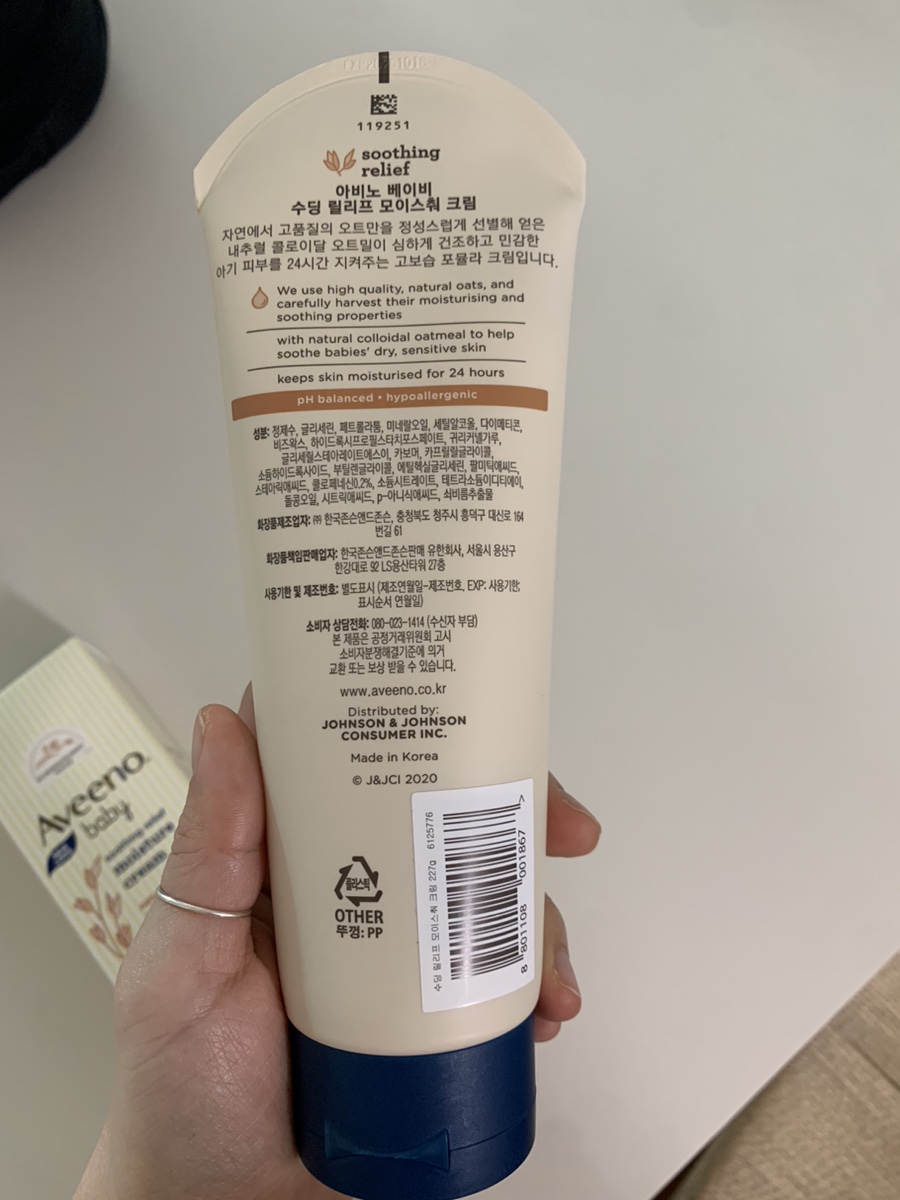 119251
soothing
relief
아비노 베이비
수딩 릴리프 모이스춰 크림
자연에서 고품질의 오트만을 정성스럽게 선별해 얻은
내추럴 콜로이달 오트밀이 심하게 건조하고 민감한
아기 피부를 24시간 지켜주는 고보습 포뮬라 크림입니다.
We use high quality, natural oats, and
carefully harvest their moisturising and
soothing properties
with natural colloidal oatmeal to help
soothe babies' dry, sensitive skin
keeps skin moisturised for 24 hours
pH balanced • hypoallergenic
성분: 정제수, 글리세린, 페트롤라툼, 미네랄오일, 세틸알코올, 다이메티콘,
비즈왁스, 하이드록시프로필스타치포스페이트, 귀리커넬가루,
글리세릴스테아레이트에스이, 카보머, 카프릴릴글라이콜,
소듐하이드록사이드, 부틸렌글라이콜, 에틸헥실글리세린, 팔미틱애씨드,
스테아릭애씨드, 클로페네신0.2%, 소듐시트레이트, 테트라소듐이디티에이,
돌콩오일, 시트릭애씨드, p-아니식애씨드, 쇠비름추출물
화장품제조업자: ㈜ 한국존슨앤드존슨, 충청북도 청주시 흥덕구 대신로 164
번길 61
화장품책임판매업자: 한국존슨앤드존슨판매 유한회사, 서울시 용산구
한강대로 92 LS용산타워 27층
사용기한 및 제조번호: 별도표시 (제조연월일-제조번호, EXP: 사용기한;
표시순서 연월일)
소비자 상담전화: 080-023-1414 (수신자 부담)
본 제품은 공정거래위원회 고시
소비자분쟁해결기준에 의거
교환 또는 보상 받을 수 있습니다.
www.aveeno.co.kr
Distributed by:
JOHNSON & JOHNSON
CONSUMER INC.
Made in Korea
© J&JCI 2020
플라스틱
OTHER
뚜껑: PP
수딩 릴리프 모이스춰 크림 227g 6125776
8 801108 001867 >
Aveeno
baby
soothing relief
moisture
cream